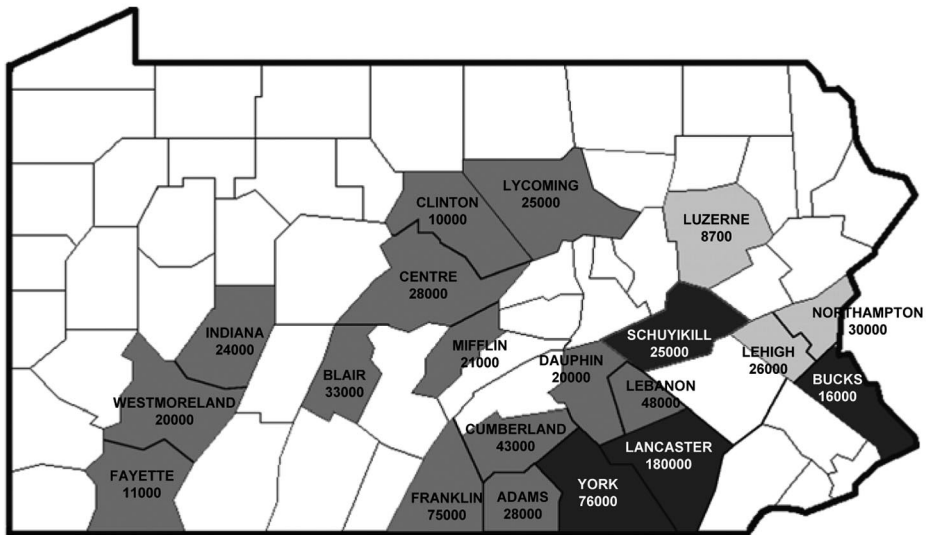 LYCOMING
25000
CLINTON
10000
LUZERNE
8700
CENTRE
28000
NORTHAMPTON
30000
INDIANA
24000
SCHUYIKILL
25000
MIFFLIN
21000
DAUPHIN
20000
LEHIGH
26000
BLAIR
33000
LEBANON
48000
BUCKS
16000
WESTMORELAND
20000
CUMBERLAND
43000
LANCASTER
180000
FAYETTE
11000
FRANKLIN
75000
ADAMS
28000
YORK
76000